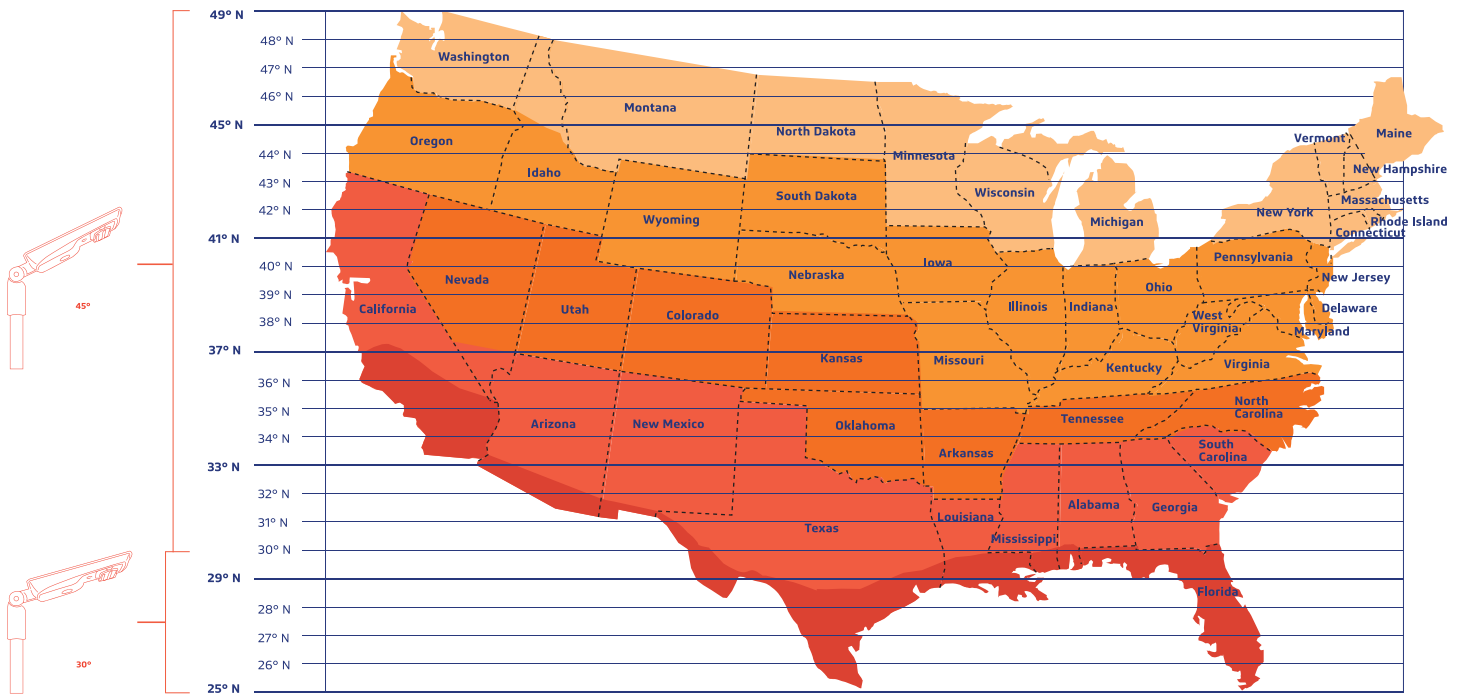 49° N
48° N
47° N
46° N
45° N
44° N
43° N
42° N
41° N
40° N
39° N
38° N
37° N
36° N
35° N
34° N
33° N
32° N
31° N
30° N
29° N
28° N
27° N
26° N
25° N
45°
30°
Washington
Montana
North Dakota
Minnesota
Oregon
Idaho
Wyoming
South Dakota
Wisconsin
Michigan
New York
Vermont
Maine
New Hampshire
Massachusetts
Rhode Island
Connecticut
Nevada
Utah
Colorado
Nebraska
Iowa
Illinois
Indiana
Ohio
Pennsylvania
New Jersey
Delaware
Maryland
California
Kansas
Missouri
Kentucky
West
Virginia
Virginia
Arizona
New Mexico
Oklahoma
Arkansas
Tennessee
North
Carolina
South
Carolina
Texas
Louisiana
Mississippi
Alabama
Georgia
Florida